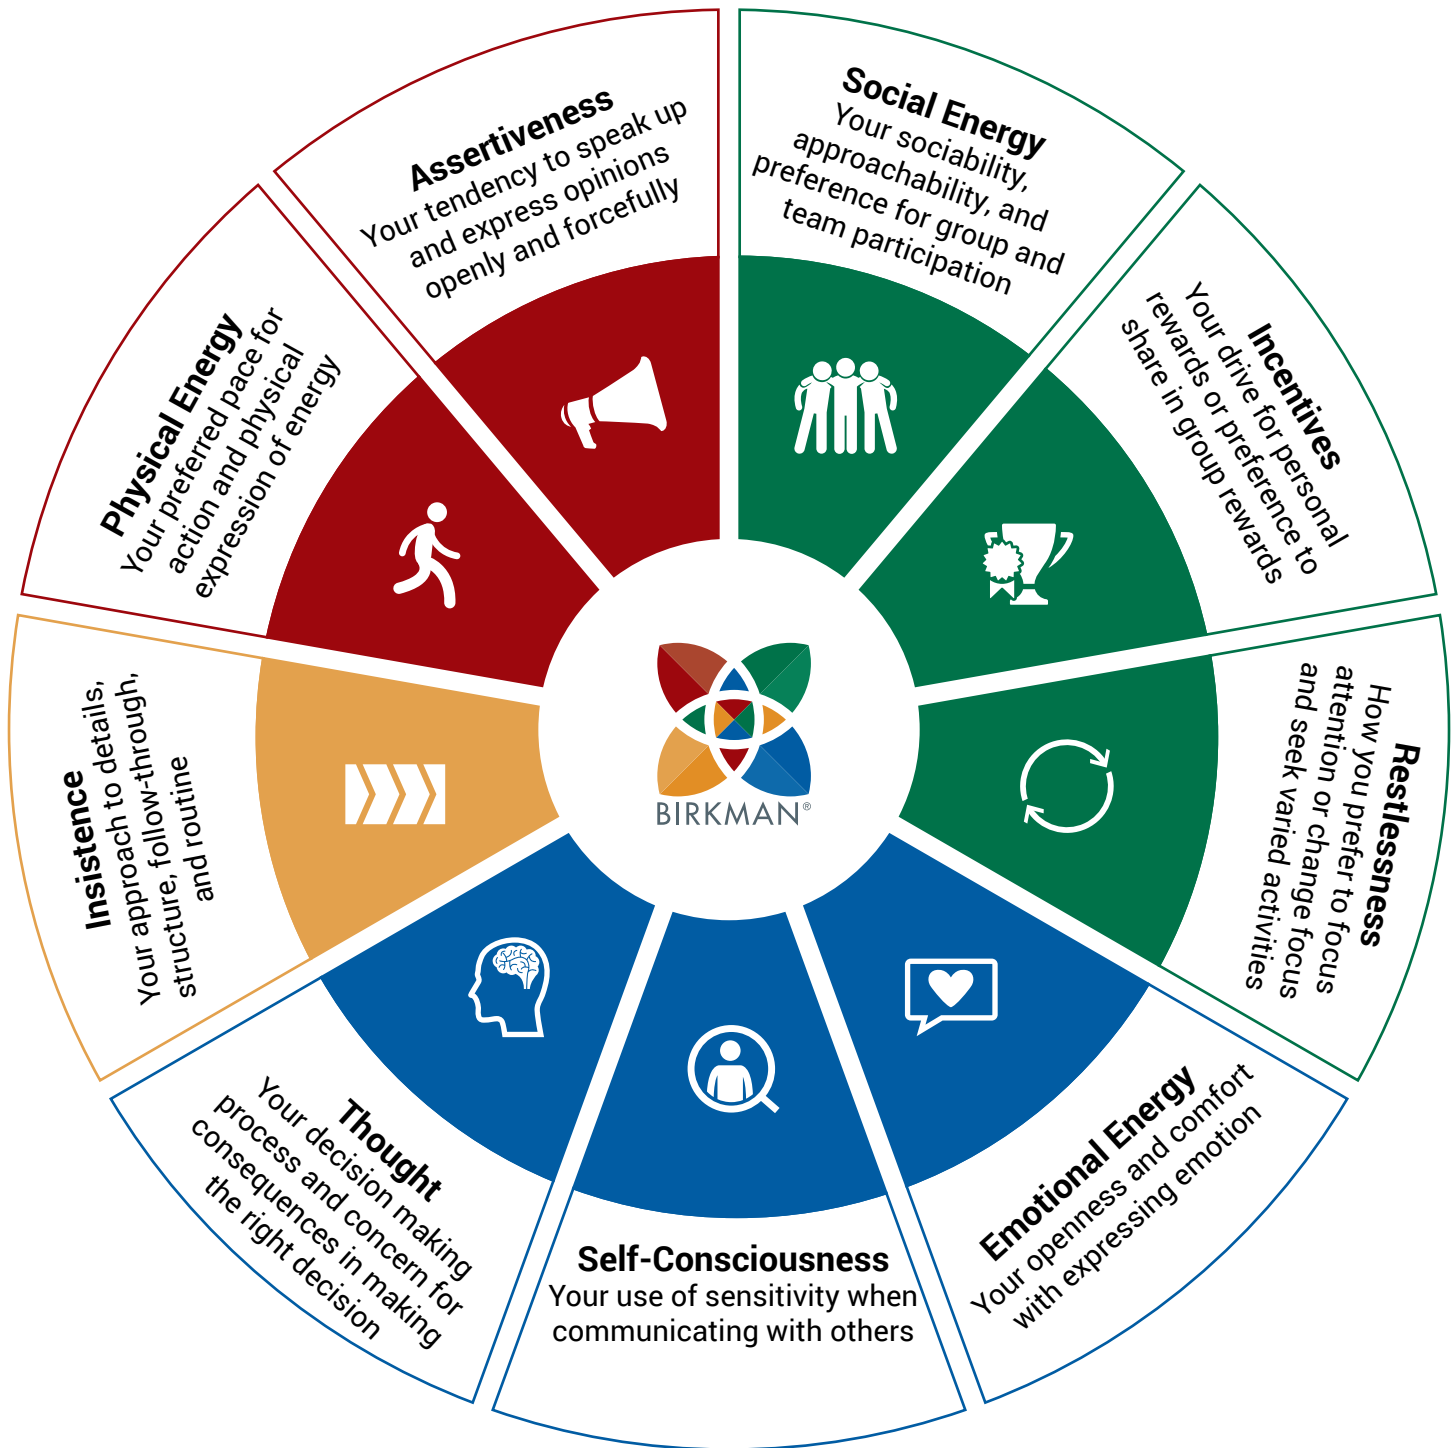 Social Energy
Your sociability,
approachability, and
preference for group and
team participation
Incentives
Your drive for personal
rewards or preference to
share in group rewards
Restlessness
How you prefer to focus
attention or change focus
and seek varied activities
Emotional Energy
Your openness and comfort
with expressing emotion
Self-Consciousness
Your use of sensitivity when
communicating with others
Thought
Your decision making
process and concern for
consequences in making
the right decision
Insistence
Your approach to details,
structure, follow-through,
and routine
Physical Energy
Your preferred pace for
action and physical
expression of energy
Assertiveness
Your tendency to speak up
and express opinions
openly and forcefully
BIRKMAN®